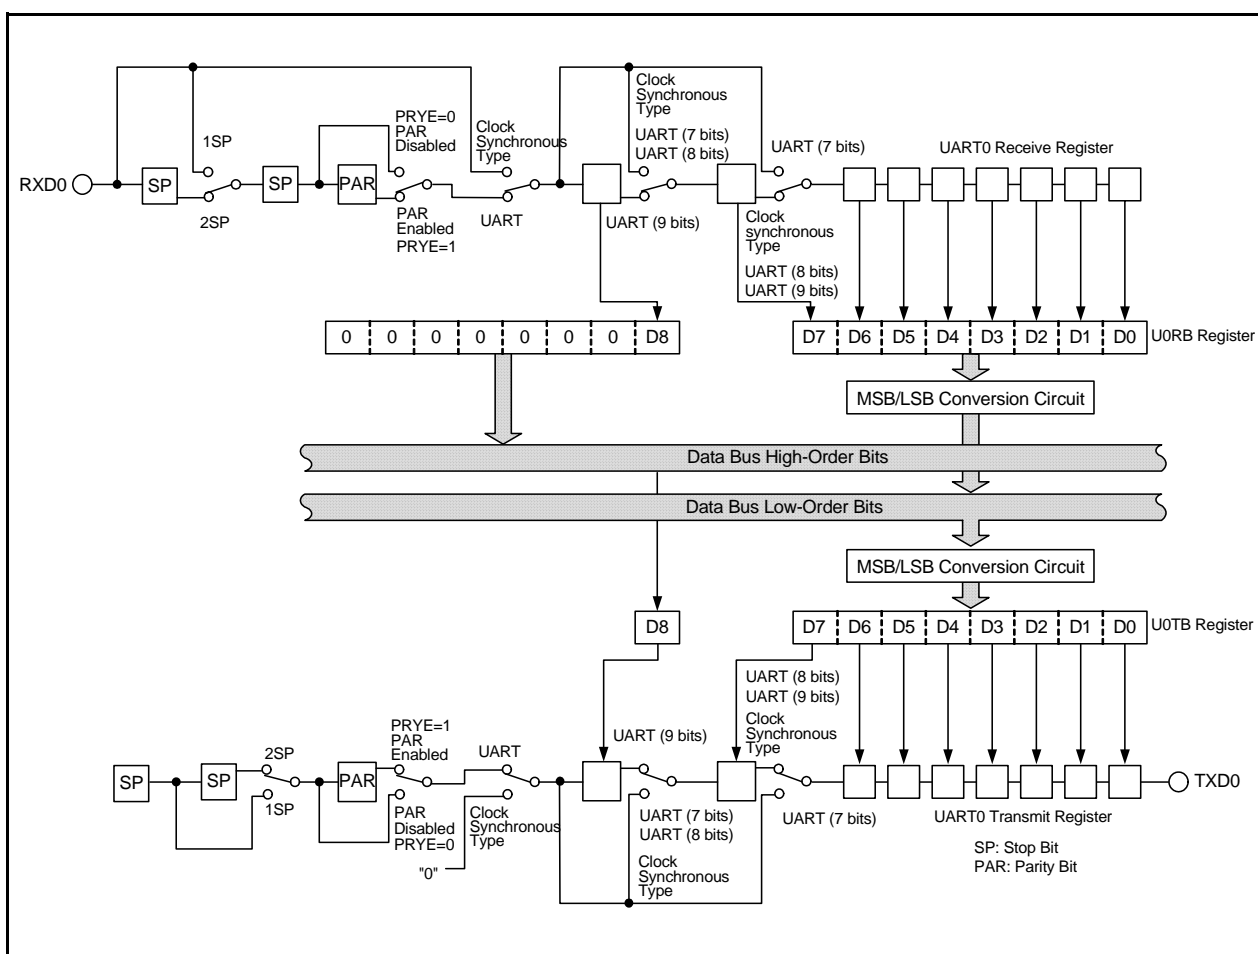 PRYE=0
PAR
Disabled
Clock
Synchronous
Type
Clock
Synchronous
Type
1SP
UART (7 bits)
UART (8 bits)
UART (7 bits)
UART0 Receive Register
RXD0
SP
SP
PAR
2SP
PAR
Enabled
PRYE=1
UART
UART (9 bits)
Clock
synchronous
Type
UART (8 bits)
UART (9 bits)
0 0 0 0 0 0 0 D8
D7 D6 D5 D4 D3 D2 D1 D0
U0RB Register
MSB/LSB Conversion Circuit
Data Bus High-Order Bits
Data Bus Low-Order Bits
MSB/LSB Conversion Circuit
D8
D7 D6 D5 D4 D3 D2 D1 D0
U0TB Register
UART (8 bits)
UART (9 bits)
Clock
Synchronous
Type
PRYE=1
PAR
Enabled
UART
UART (9 bits)
2SP
SP
SP
PAR
TXD0
1SP
PAR
Disabled
PRYE=0
Clock
Synchronous
Type
"0"
UART (7 bits)
UART (8 bits)
UART (7 bits)
UART0 Transmit Register
Clock
Synchronous
Type
SP: Stop Bit
PAR: Parity Bit